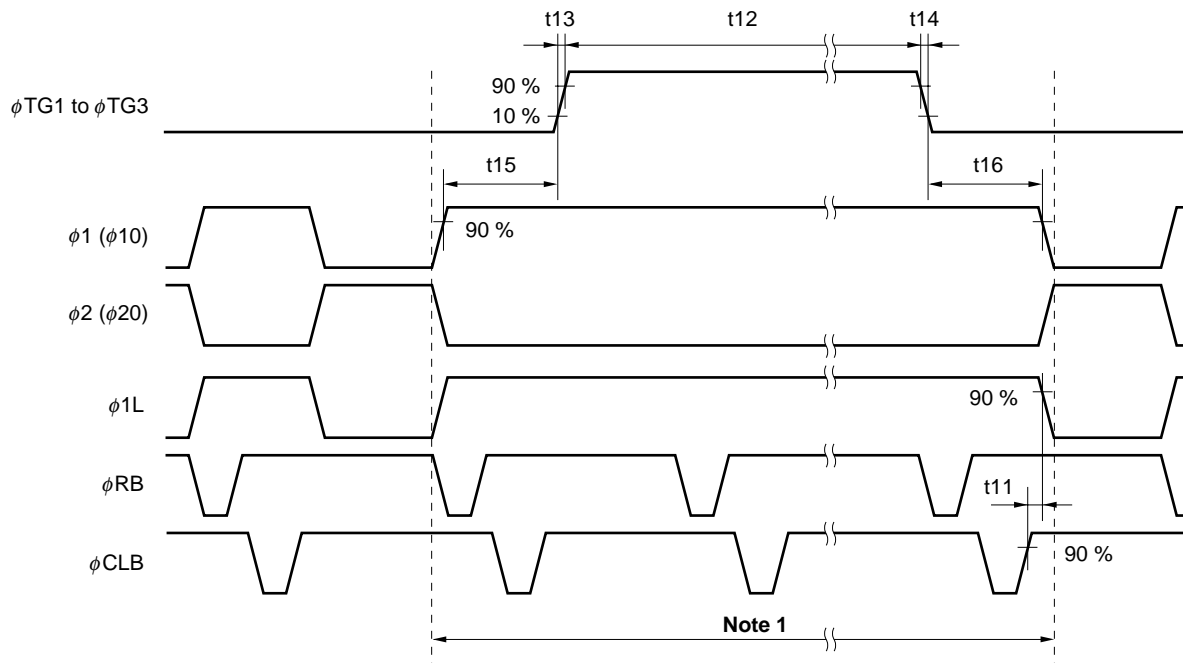 t13 t12 t14
90 %
ϕTG1 to ϕTG3
10 %
t15 t16
ϕ1 (ϕ10) 90 %
ϕ2 (ϕ20)
ϕ1L 90 %
ϕRB t11
ϕCLB 90 %
Note 1